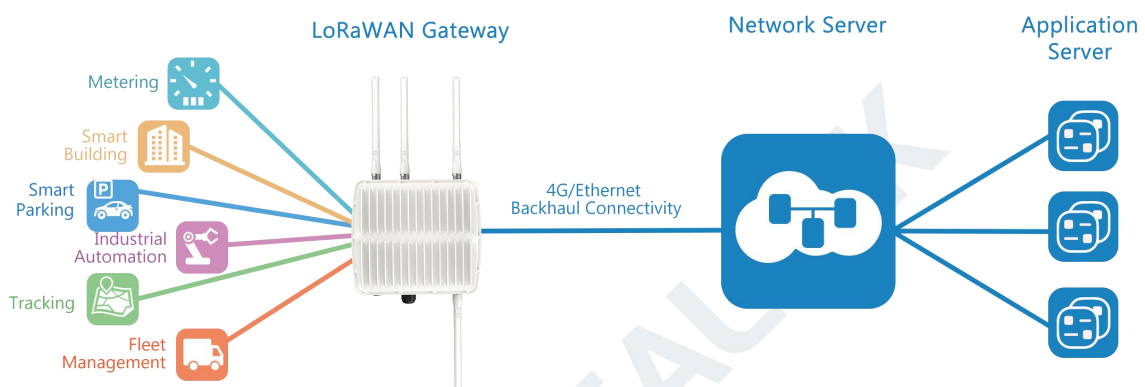 LoRaWAN Gateway
Network Server
Application
Server
Metering
Smart
Building
Smart
Parking
P
Industrial
Automation
Tracking
Fleet
Management
4G/Ethernet
Backhaul Connectivity